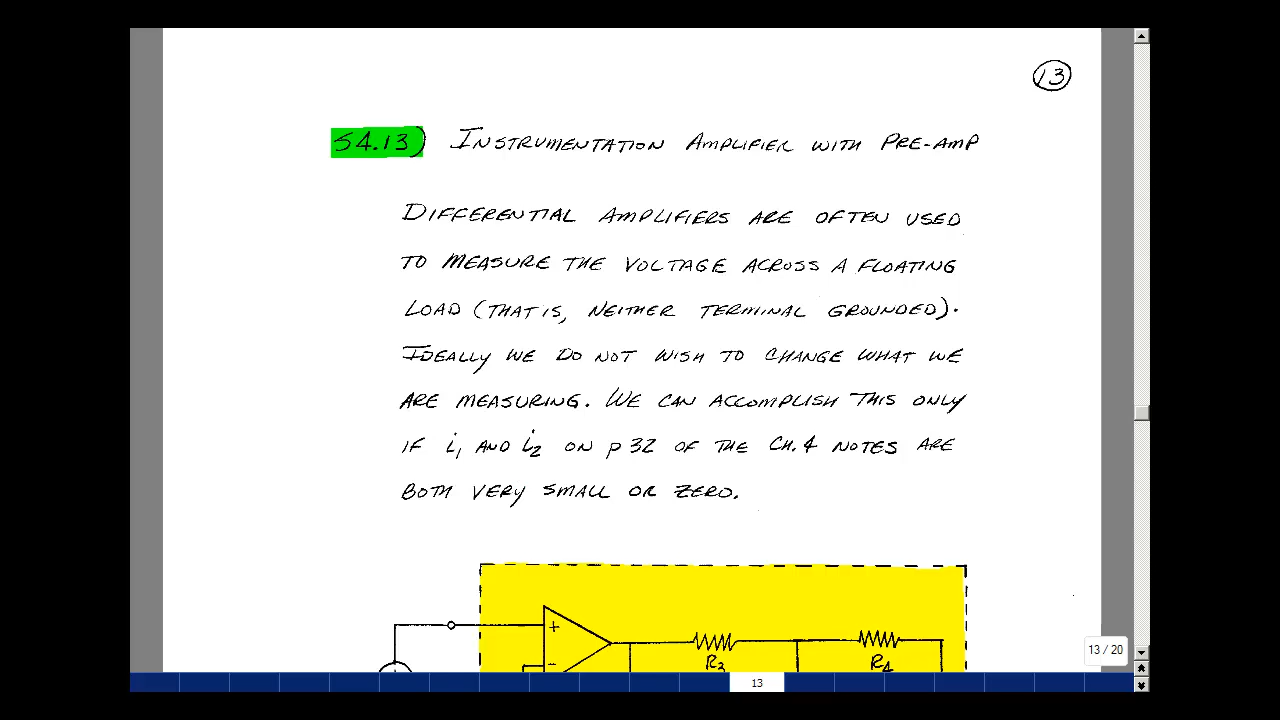 13
S4.13) INSTRUMENTATION AMPLIFIER WITH PRE-AMP
DIFFERENTIAL AMPLIFIERS ARE OFTEN USED
TO MEASURE THE VOLTAGE ACROSS A FLOATING
LOAD (THAT IS, NEITHER TERMINAL GROUNDED).
IDEALLY WE DO NOT WISH TO CHANGE WHAT WE
ARE MEASURING. WE CAN ACCOMPLISH THIS ONLY
IF i₁ AND i₂ ON p 32 OF THE CH.4 NOTES ARE
BOTH VERY SMALL OR ZERO.
+
−
R₃ R₄
13 / 20
13